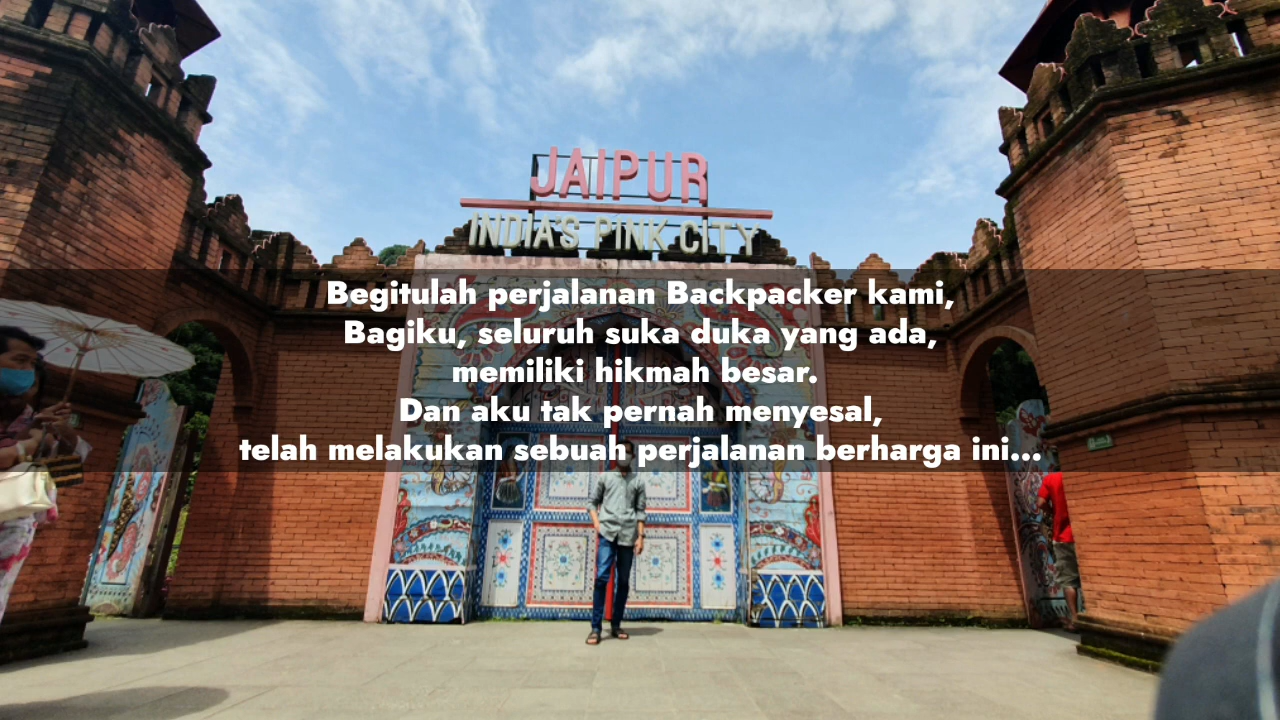 JAIPUR
INDIA'S PINK CITY
Begitulah perjalanan Backpacker kami,
Bagiku, seluruh suka duka yang ada,
memiliki hikmah besar.
Dan aku tak pernah menyesal,
telah melakukan sebuah perjalanan berharga ini...